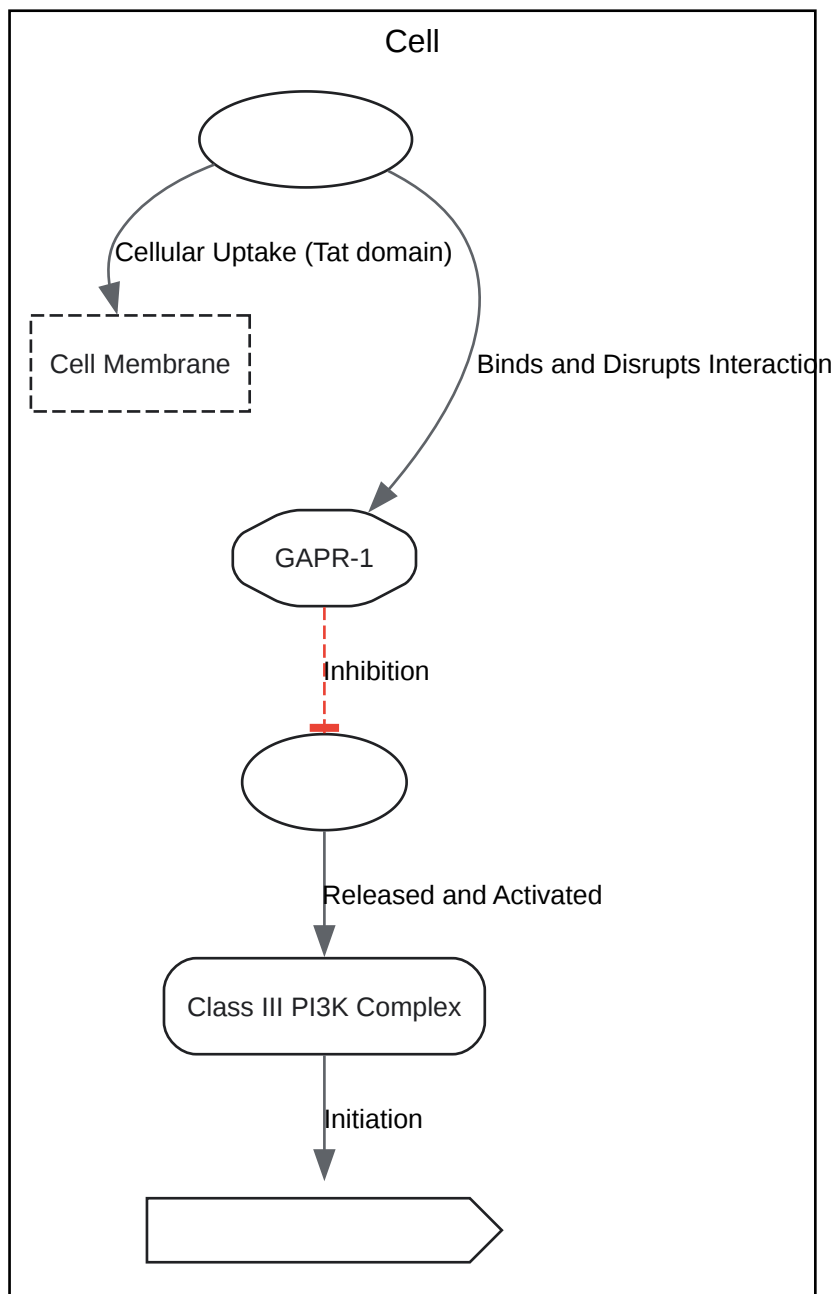 Cell
Cellular Uptake (Tat domain)
Cell Membrane
Binds and Disrupts Interaction
GAPR-1
Inhibition
Released and Activated
Class III PI3K Complex
Initiation